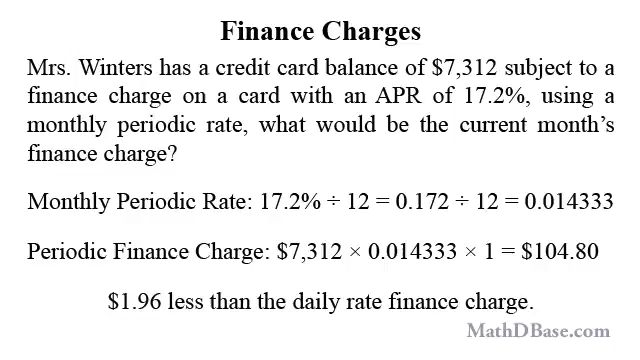 Finance Charges
Mrs. Winters has a credit card balance of $7,312 subject to a
finance charge on a card with an APR of 17.2%, using a
monthly periodic rate, what would be the current month’s
finance charge?
Monthly Periodic Rate: 17.2% ÷ 12 = 0.172 ÷ 12 = 0.014333
Periodic Finance Charge: $7,312 × 0.014333 × 1 = $104.80
$1.96 less than the daily rate finance charge.
MathDBase.com